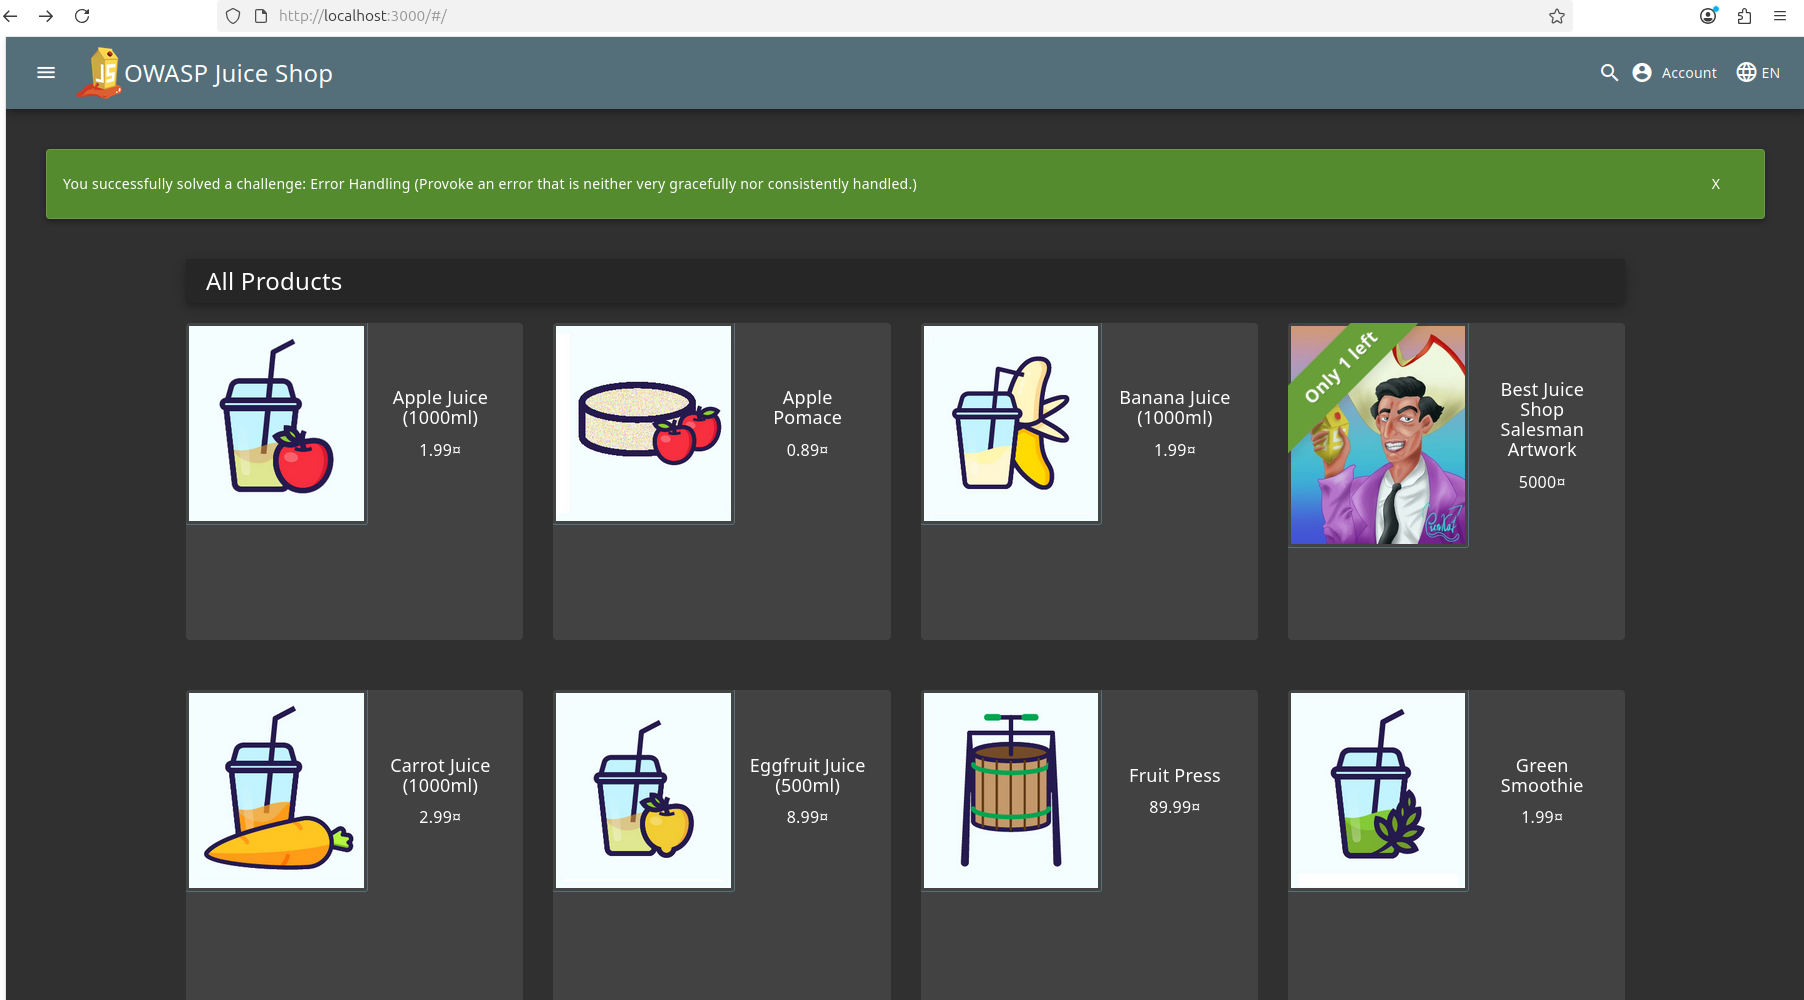 http://localhost:3000/#/
JS
OWASP Juice Shop
Account
EN
You successfully solved a challenge: Error Handling (Provoke an error that is neither very gracefully nor consistently handled.)
X
All Products
Apple Juice
(1000ml)
1.99¤
Apple
Pomace
0.89¤
Banana Juice
(1000ml)
1.99¤
Only 1 left
Best Juice
Shop
Salesman
Artwork
5000¤
Carrot Juice
(1000ml)
2.99¤
Eggfruit Juice
(500ml)
8.99¤
Fruit Press
89.99¤
Green
Smoothie
1.99¤